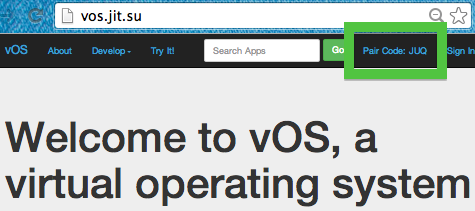 vos.jit.su
vOS About Develop Try It! Search Apps Go Pair Code: JUQ Sign In
Welcome to vOS, a
virtual operating system